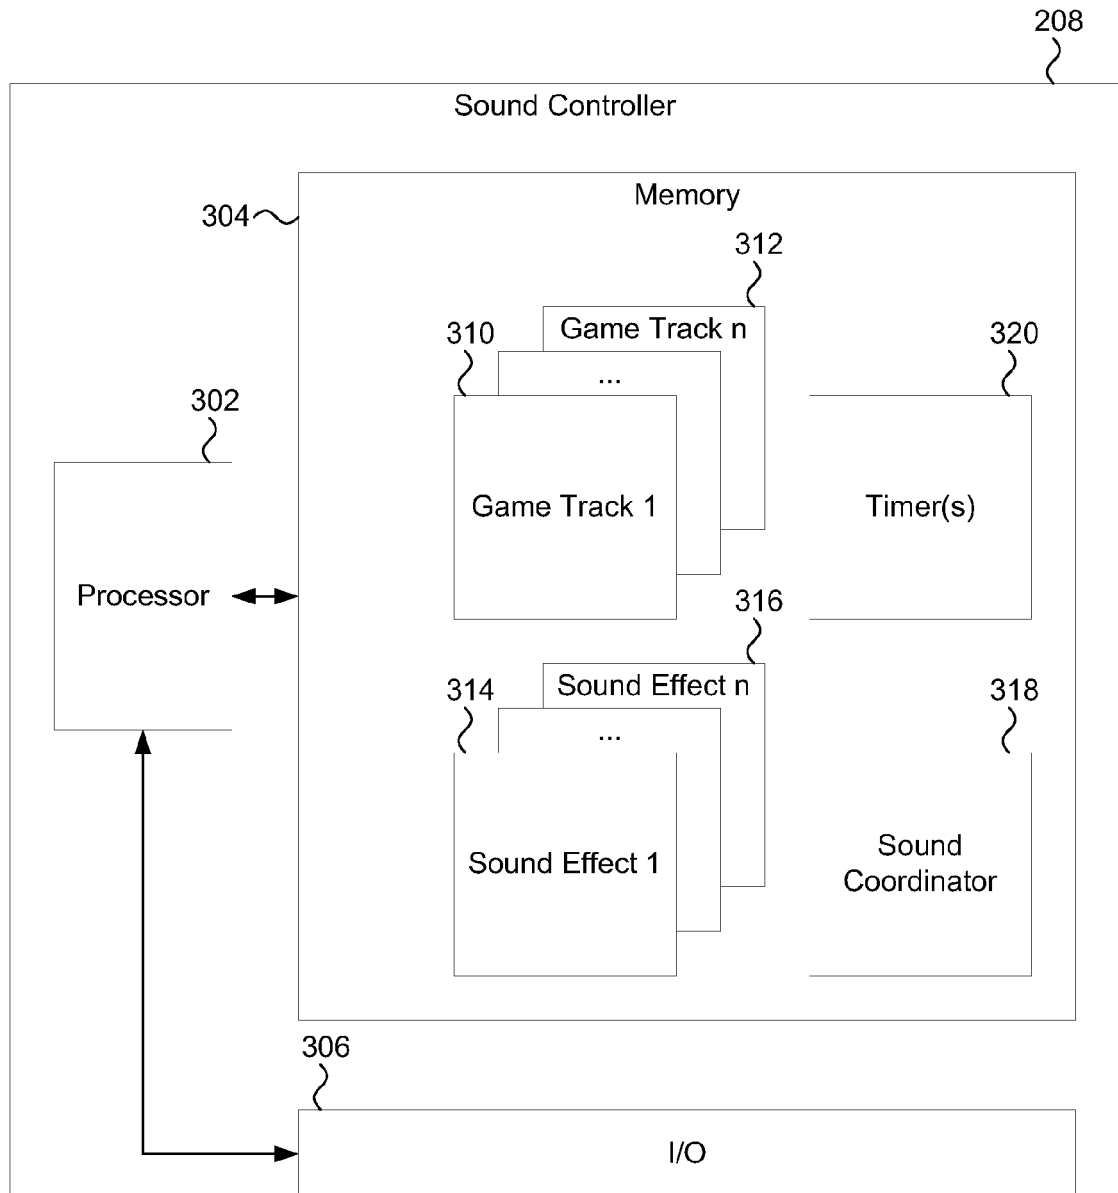 208
Sound Controller
Memory
304
312
Game Track n
310
320
...
302
Game Track 1
Timer(s)
Processor
316
Sound Effect n
314
318
...
Sound Effect 1
Sound
Coordinator
306
I/O